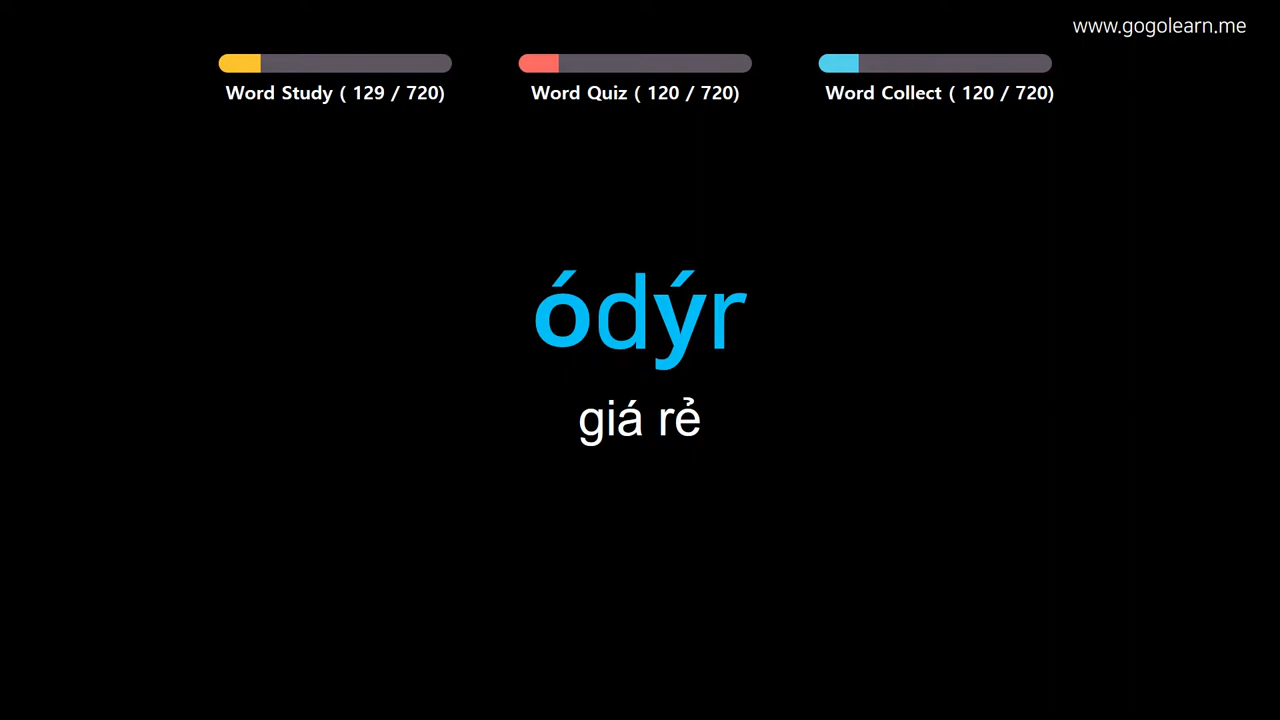 www.gogolearn.me
Word Study ( 129 / 720)
Word Quiz ( 120 / 720)
Word Collect ( 120 / 720)
ódýr
giá rẻ